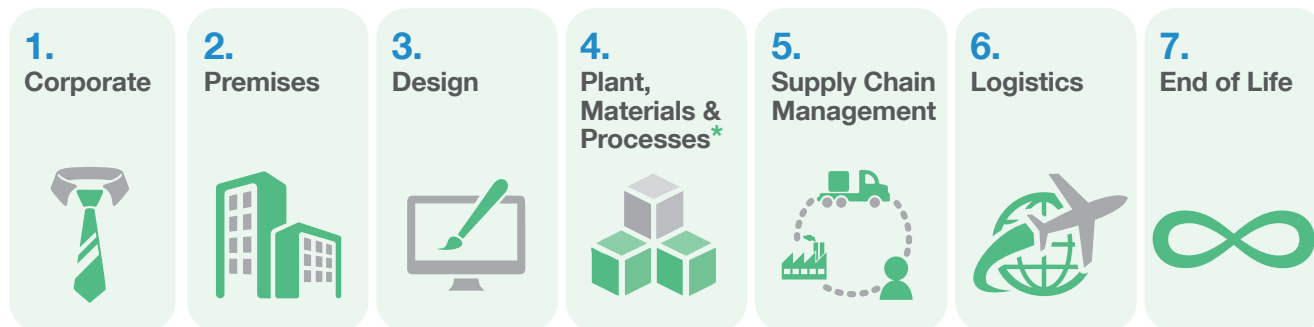 1.
Corporate
2.
Premises
3.
Design
4.
Plant,
Materials &
Processes*
5.
Supply Chain
Management
6.
Logistics
7.
End of Life